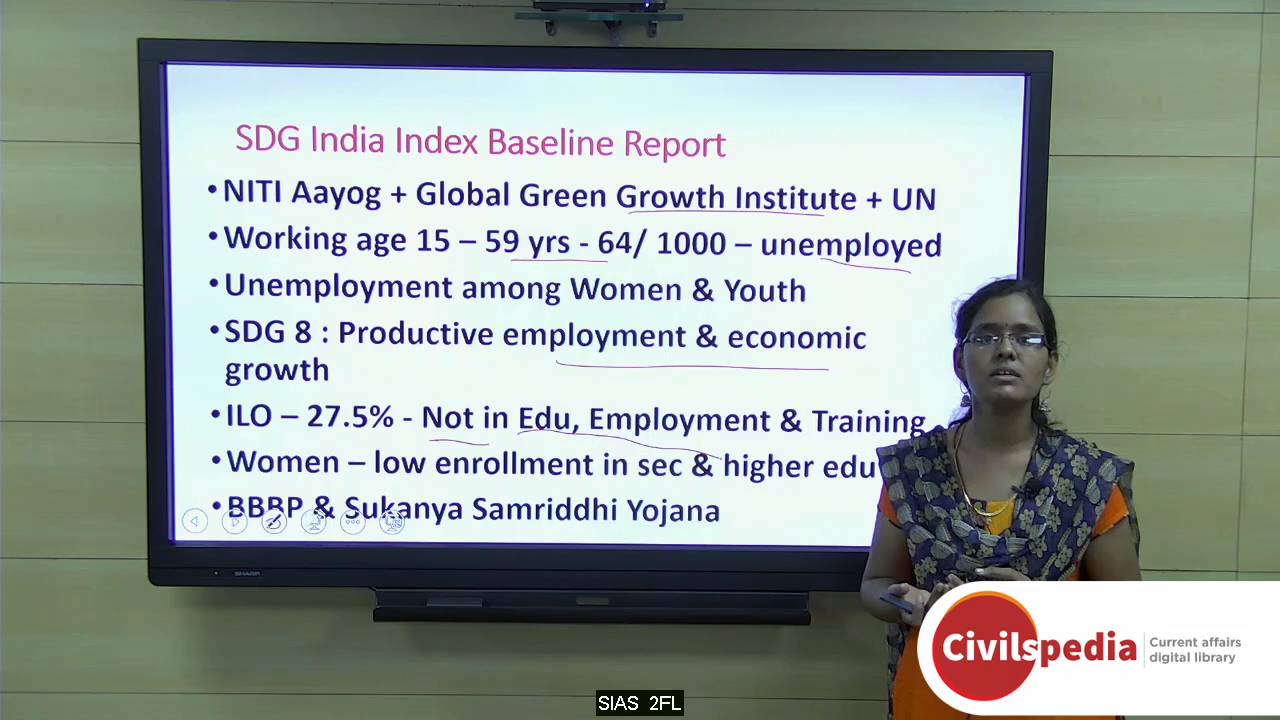 SDG India Index Baseline Report
• NITI Aayog + Global Green Growth Institute + UN
• Working age 15 – 59 yrs - 64/ 1000 – unemployed
• Unemployment among Women & Youth
• SDG 8 : Productive employment & economic
growth
• ILO – 27.5% - Not in Edu, Employment & Training
• Women – low enrollment in sec & higher edu
• BBBP & Sukanya Samriddhi Yojana
SHARP
Civilspedia
Current affairs
digital library
SIAS 2FL